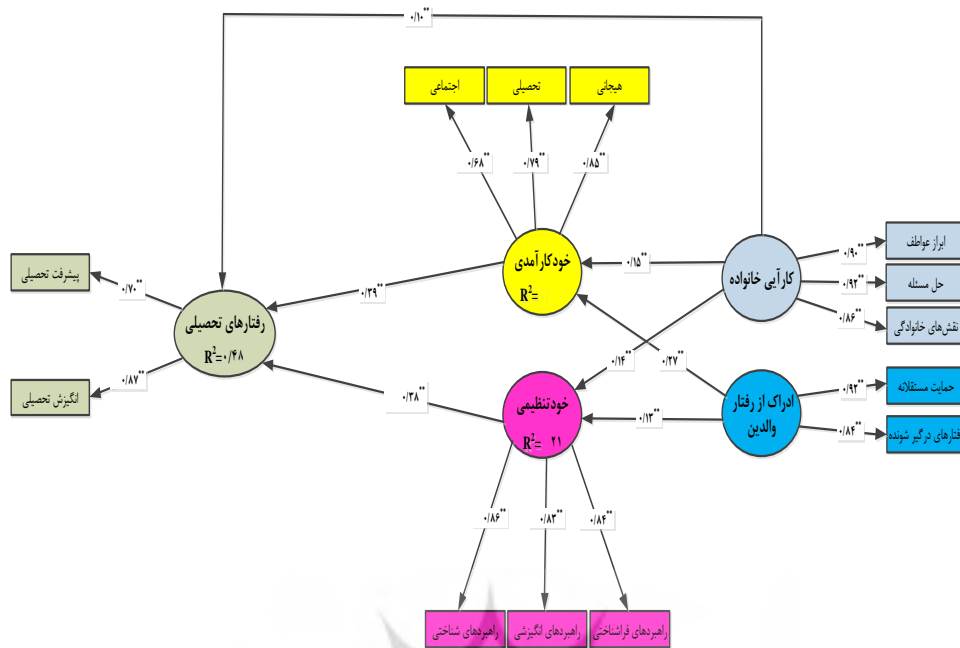 ۰/۱۰**
اجتماعی
تحصیلی
هیجانی
۰/۶۸**
۰/۷۹**
۰/۸۵**
ابراز عواطف
۰/۹۰**
کارآیی خانواده
حل مسئله
۰/۹۲**
نقش‌های خانوادگی
۰/۸۶**
خودکارآمدی
R²=
۰/۱۵**
پیشرفت تحصیلی
۰/۷۰**
رفتارهای تحصیلی
R²=۰/۴۸
۰/۳۹**
۰/۱۴**
۰/۲۷**
انگیزش تحصیلی
۰/۸۷**
۰/۳۸**
خودتنظیمی
R²= ۲۱
۰/۱۳**
ادراک از رفتار
والدین
حمایت مستقلانه
۰/۹۲**
فتارهای درگیر شونده
۰/۸۴**
۰/۸۶**
۰/۸۳**
۰/۸۴**
راهبردهای شناختی
راهبردهای انگیزشی
راهبردهای فراشناختی